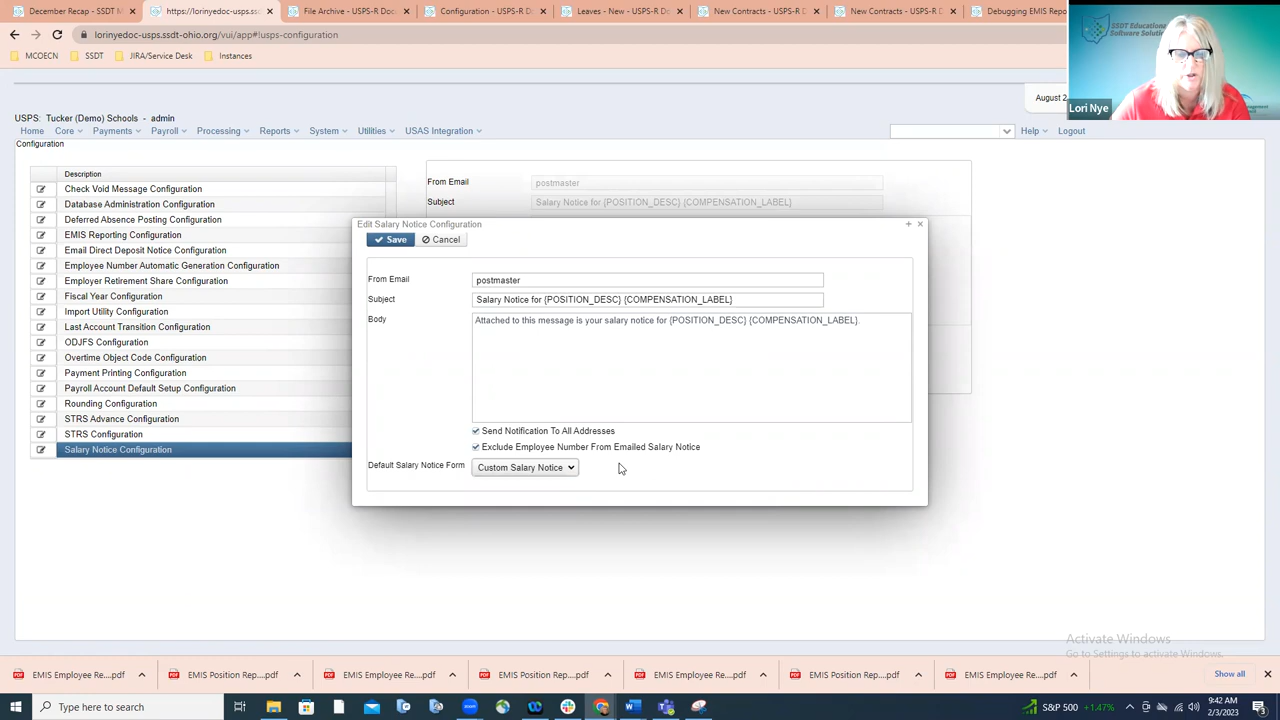 December Recap - USPS-R D
https://lorinyedoc-usps.ssd
File Archive - USPS-R Doc
Configuration - USPS-R D
Leaves - New - USPS-R D
New Contracts - USPS-R D
New Contracts - USPS-R D
Debugging EMIS Repo
lorinyedoc-usps.ssdt-ohio.org/vui/app#!usps-configuration
MCOECN
SSDT
JIRA/Service Desk
Instances
SSDT Educational
Software Solutions
Lori Nye
August 2
USPS: Tucker (Demo) Schools - admin
Home Core Payments Payroll Processing Reports System Utilities USAS Integration Help Logout
Configuration
Description
Check Void Message Configuration
Database Administration Configuration
Deferred Absence Posting Configuration
EMIS Reporting Configuration
Email Direct Deposit Notice Configuration
Employee Number Automatic Generation Configuration
Employer Retirement Share Configuration
Fiscal Year Configuration
Import Utility Configuration
Last Account Transition Configuration
ODJFS Configuration
Overtime Object Code Configuration
Payment Printing Configuration
Payroll Account Default Setup Configuration
Rounding Configuration
STRS Advance Configuration
STRS Configuration
Salary Notice Configuration
From Email postmaster
Subject Salary Notice for {POSITION_DESC} {COMPENSATION_LABEL}
Edit Salary Notice Configuration
Save Cancel
From Email postmaster
Subject Salary Notice for {POSITION_DESC} {COMPENSATION_LABEL}
Body Attached to this message is your salary notice for {POSITION_DESC} {COMPENSATION_LABEL}.
Send Notification To All Addresses
Exclude Employee Number From Emailed Salary Notice
Default Salary Notice Form Custom Salary Notice
Activate Windows
Go to Settings to activate Windows.
EMIS Employee Re....pdf
EMIS Position Rep....pdf
EMIS Employee Re....pdf
EMIS Position Rep....pdf
EMIS Employee Re....pdf
EMIS Position Rep....pdf
EMIS Employee Re....pdf
Show all
Type here to search
S&P 500 +1.47%
9:42 AM
2/3/2023